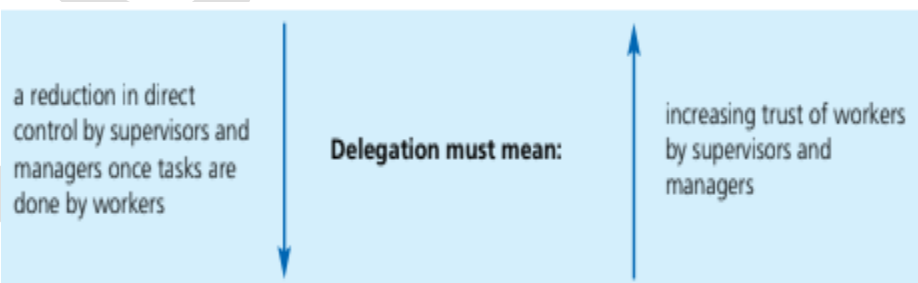 a reduction in direct
control by supervisors and
managers once tasks are
done by workers
Delegation must mean:
increasing trust of workers
by supervisors and
managers